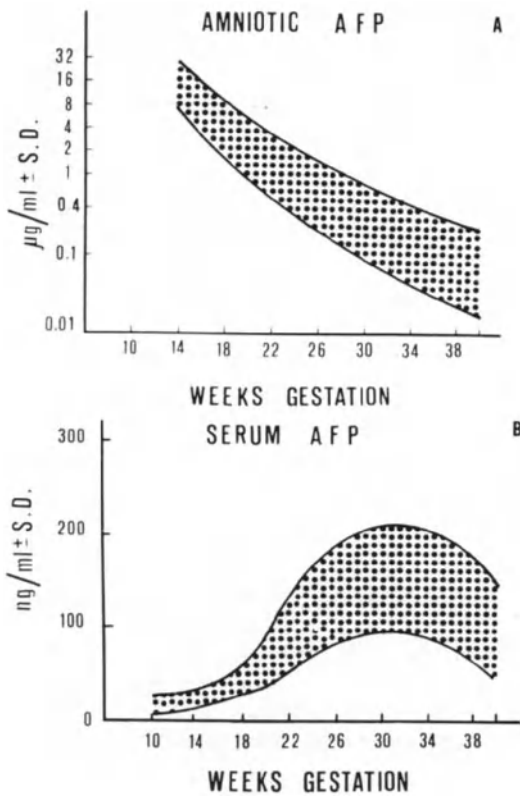 AMNIOTIC AFP A
32
16
8
4
2
1
0.4
0.1
0.01
µg/ml ± S.D.
10 14 18 22 26 30 34 38
WEEKS GESTATION
SERUM AFP B
300
200
100
0
ng/ml ± S.D.
10 14 18 22 26 30 34 38
WEEKS GESTATION